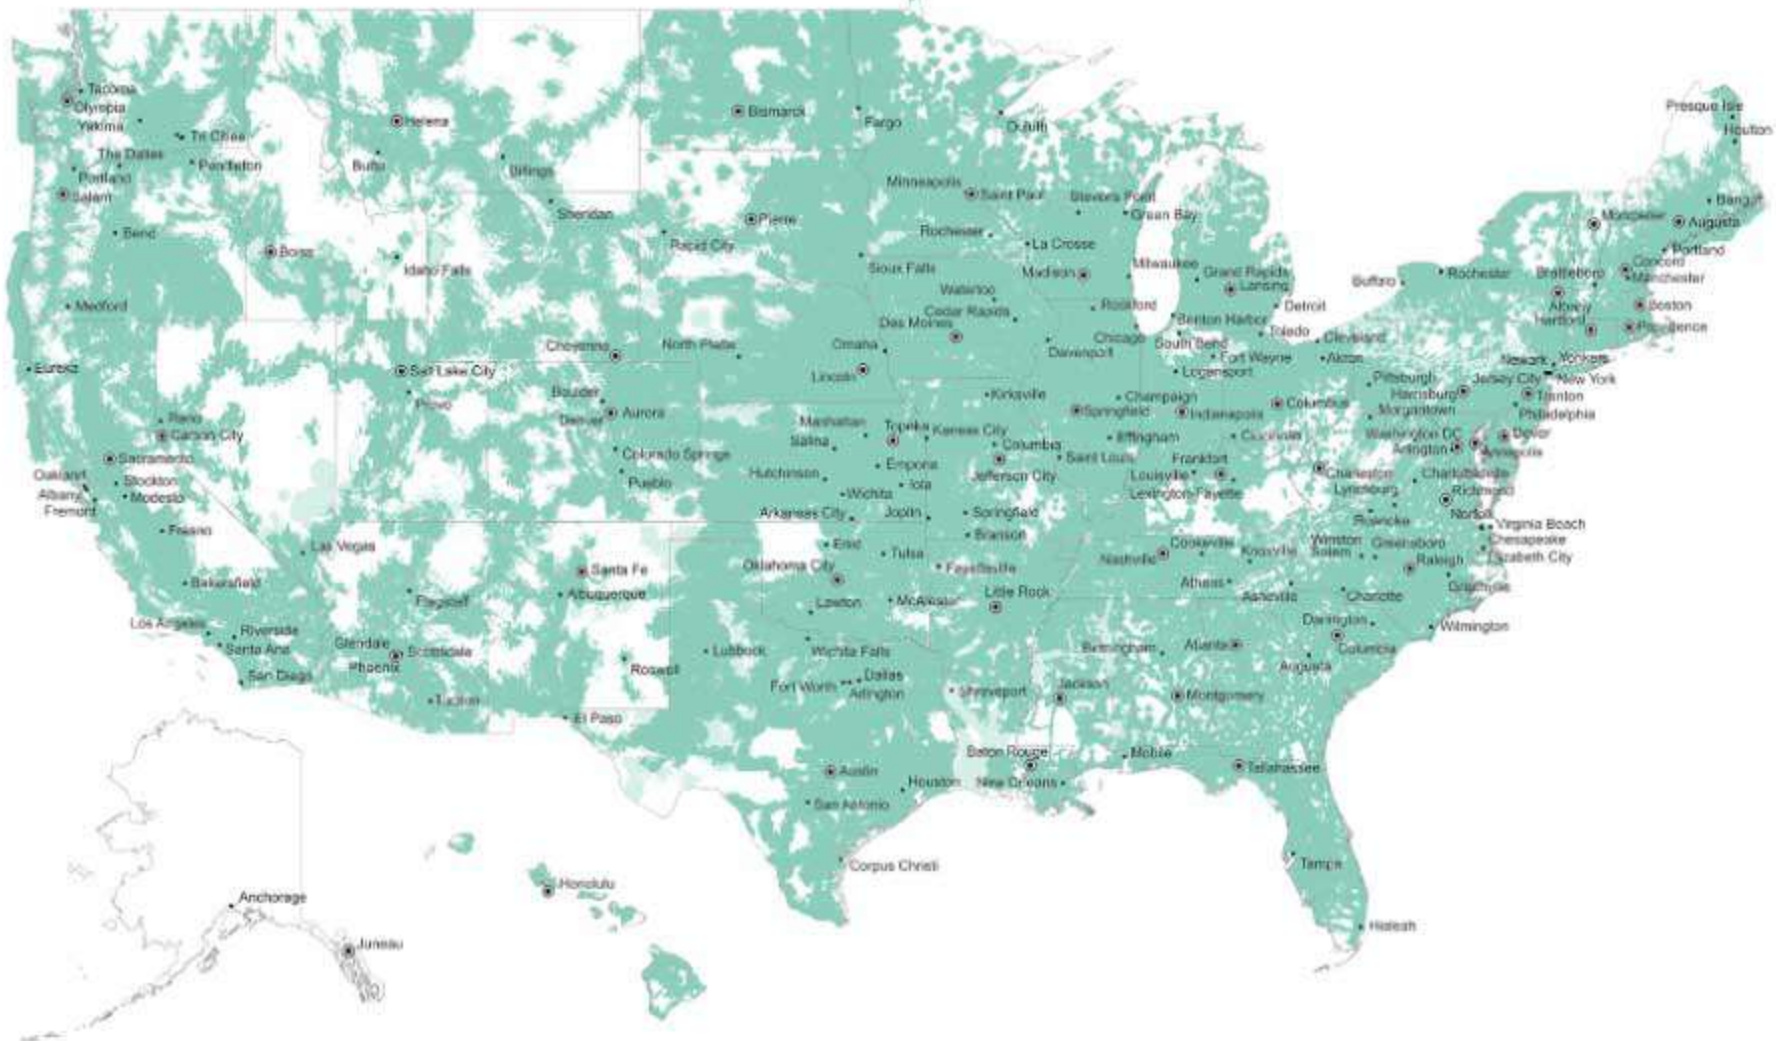 Tacoma
Olympia
Yakima
Tri Cities
The Dalles
Pendleton
Portland
Salem
Bend
Medford
Eureka
Helena
Butte
Billings
Boise
Idaho Falls
Sheridan
Bismarck
Fargo
Duluth
Pierre
Rapid City
Minneapolis
Saint Paul
Stevens Point
Green Bay
Rochester
La Crosse
Sioux Falls
Madison
Milwaukee
Grand Rapids
Lansing
Waterloo
Cedar Rapids
Des Moines
Rockford
Detroit
Benton Harbor
Chicago
South Bend
Toledo
Cleveland
Davenport
Fort Wayne
Akron
Logansport
Presque Isle
Houlton
Bangor
Montpelier
Augusta
Portland
Concord
Manchester
Buffalo
Rochester
Brattleboro
Albany
Boston
Hartford
Providence
Newark
Yonkers
Jersey City
New York
Pittsburgh
Harrisburg
Trenton
Morgantown
Philadelphia
Washington DC
Dover
Arlington
Annapolis
Cheyenne
North Platte
Omaha
Lincoln
Salt Lake City
Provo
Boulder
Denver
Aurora
Colorado Springs
Pueblo
Reno
Carson City
Sacramento
Oakland
Stockton
Albany
Modesto
Fremont
Fresno
Las Vegas
Bakersfield
Los Angeles
Riverside
Santa Ana
San Diego
Glendale
Scottsdale
Phoenix
Tucson
Flagstaff
Santa Fe
Albuquerque
Roswell
El Paso
Kirksville
Champaign
Springfield
Indianapolis
Columbus
Manhattan
Topeka
Kansas City
Salina
Columbia
Effingham
Cincinnati
Emporia
Saint Louis
Frankfort
Hutchinson
Jefferson City
Louisville
Iola
Wichita
Lexington-Fayette
Charleston
Charlottesville
Lynchburg
Richmond
Arkansas City
Joplin
Springfield
Roanoke
Norfolk
Virginia Beach
Branson
Chesapeake
Enid
Tulsa
Nashville
Cookeville
Knoxville
Winston Salem
Greensboro
Raleigh
Elizabeth City
Oklahoma City
Fayetteville
Athens
Asheville
Charlotte
Lawton
McAlester
Little Rock
Darlington
Wilmington
Columbia
Lubbock
Wichita Falls
Birmingham
Atlanta
Augusta
Fort Worth
Dallas
Arlington
Shreveport
Jackson
Montgomery
Baton Rouge
Mobile
Tallahassee
Austin
Houston
New Orleans
San Antonio
Corpus Christi
Tampa
Hialeah
Anchorage
Juneau
Honolulu